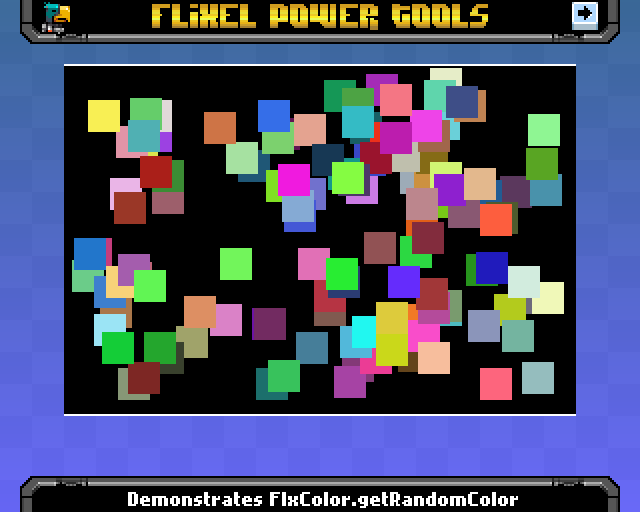 FLiXEL POWER TOOLS
Demonstrates FlxColor.getRandomColor